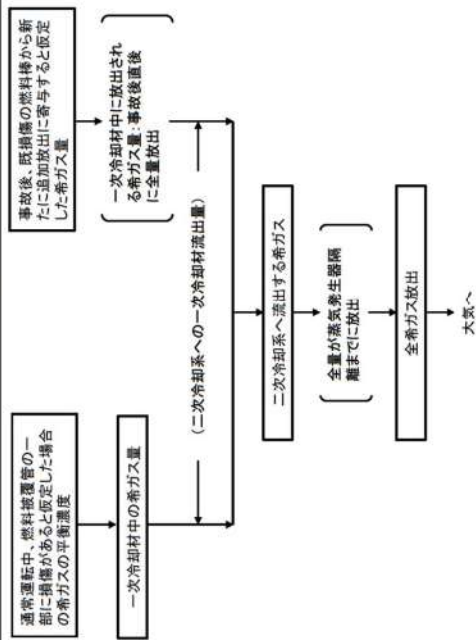 通常運転中、燃料被覆管の一
部に損傷があると仮定した場合
の希ガスの平衡濃度
一次冷却材中の希ガス量
事故後、既損傷の燃料棒から新
たに追加放出に寄与すると仮定
した希ガス量
一次冷却材中に放出され
る希ガス量:事故後直後
に全量放出
(二次冷却系への一次冷却材流出量)
二次冷却系へ流出する希ガス
全量が蒸気発生器隔
離までに放出
全希ガス放出
大気へ